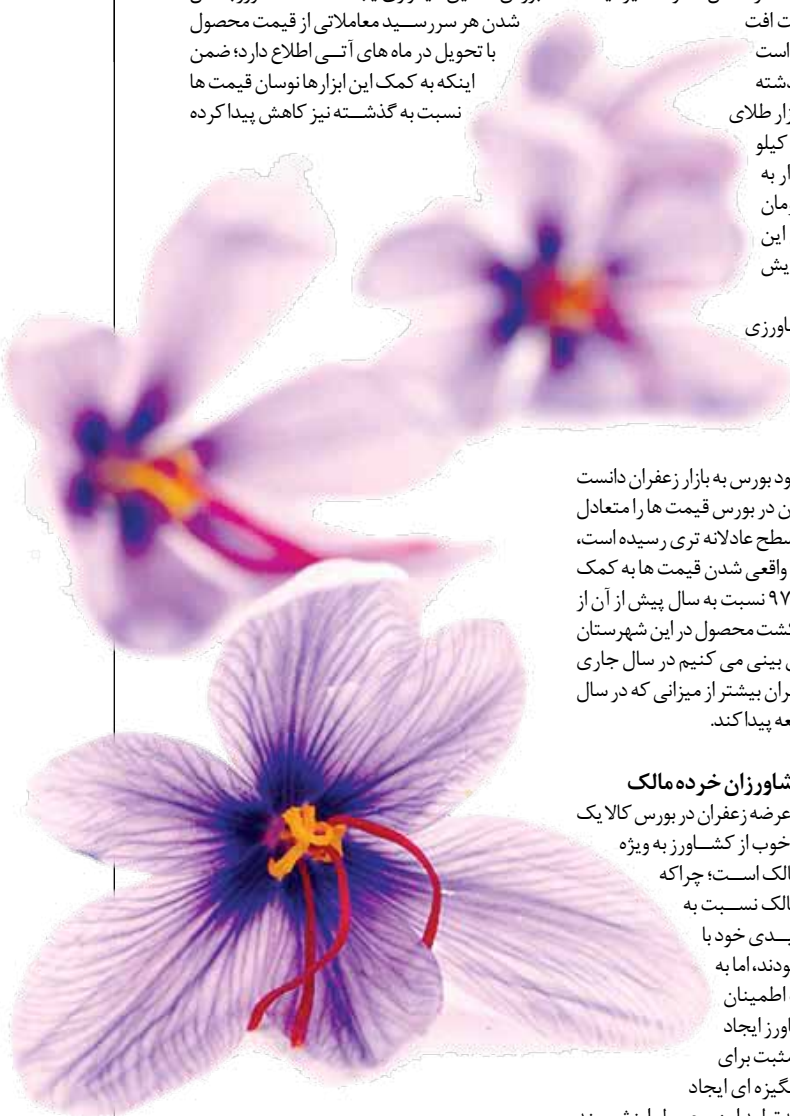 شدن هر سررسید معاملاتی از قیمت محصول
با تحویل در ماه های آتی اطلاع دارد؛ ضمن
اینکه به کمک این ابزارها نوسان قیمت ها
نسبت به گذشته نیز کاهش پیدا کرده
ت افت
است
زار طلای
کیلو
ار به
این
ود بورس به بازار زعفران دانست
ن در بورس قیمت ها را متعادل
سطح عادلانه تری رسیده است،
واقعی شدن قیمت ها به کمک
۹۷ نسبت به سال پیش از آن از
کشت محصول در این شهرستان
بینی می کنیم در سال جاری
ران بیشتر از میزانی که در سال
عه پیدا کند.
شاورزان خرده مالک
عرضه زعفران در بورس کالا یک
خوب از کشاورز به ویژه
الک است؛ چراکه
الک نسبت به
یدی خود با
ودند، اما به
اطمینان
اورز ایجاد
مثبت برای
گیزه ای ایجاد